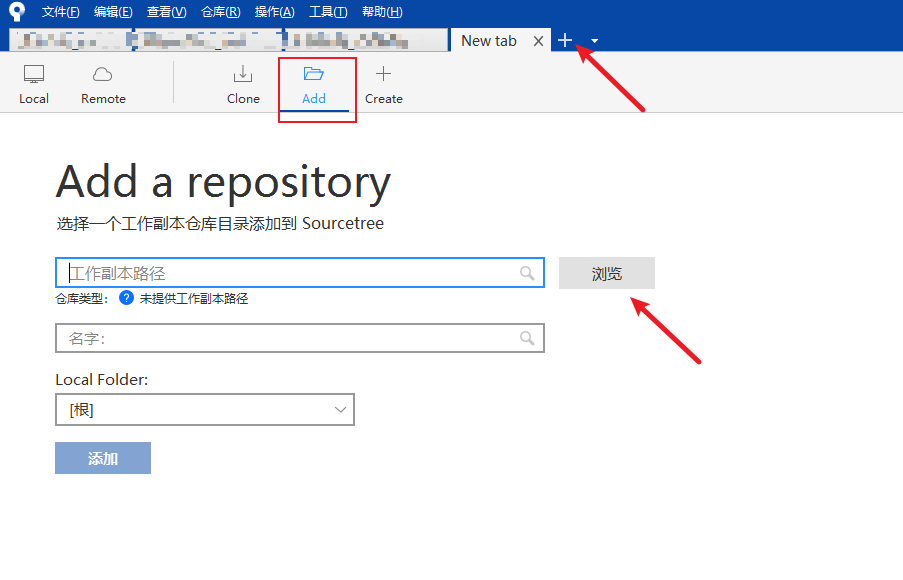 文件(F) 编辑(E) 查看(V) 仓库(R) 操作(A) 工具(T) 帮助(H)
New tab
Local Remote Clone Add Create
Add a repository
选择一个工作副本仓库目录添加到 Sourcetree
工作副本路径 浏览
仓库类型: ? 未提供工作副本路径
名字:
Local Folder:
[根]
添加